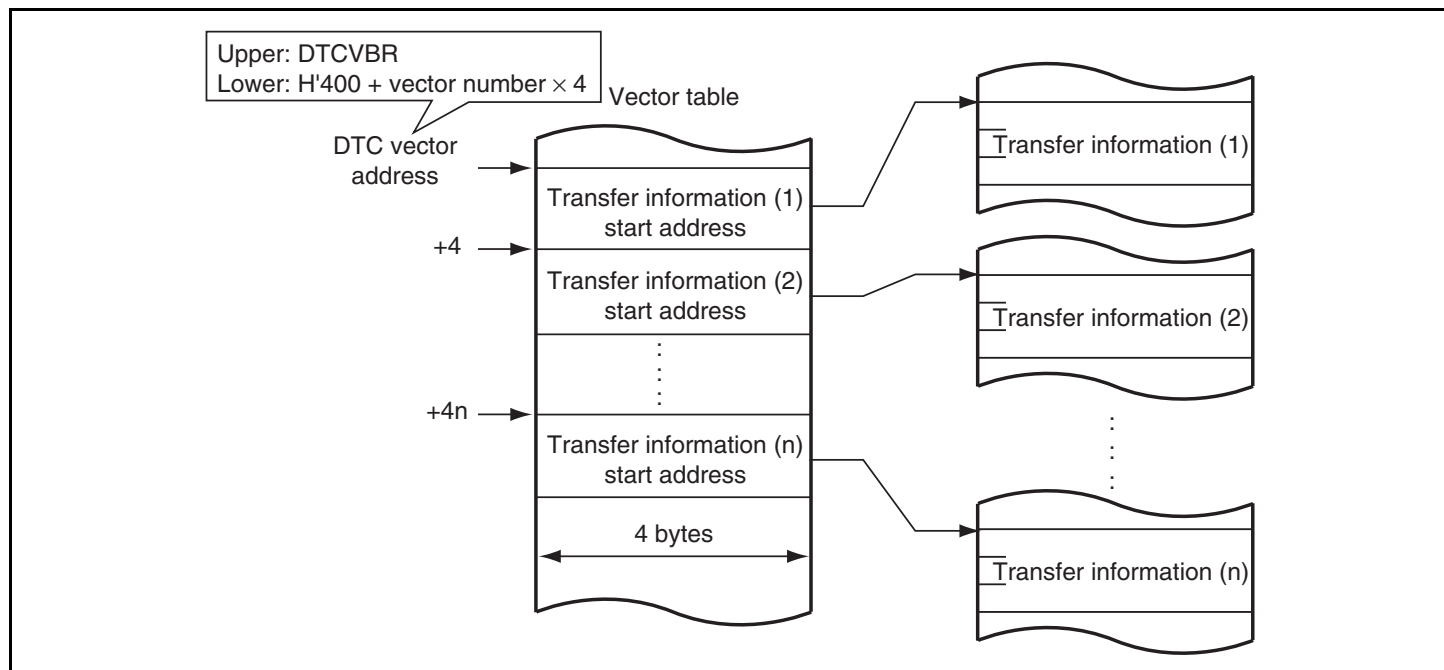 Upper: DTCVBR
Lower: H'400 + vector number × 4
Vector table
DTC vector
address
Transfer information (1)
start address
+4
Transfer information (2)
start address
+4n
Transfer information (n)
start address
4 bytes
Transfer information (1)
Transfer information (2)
Transfer information (n)